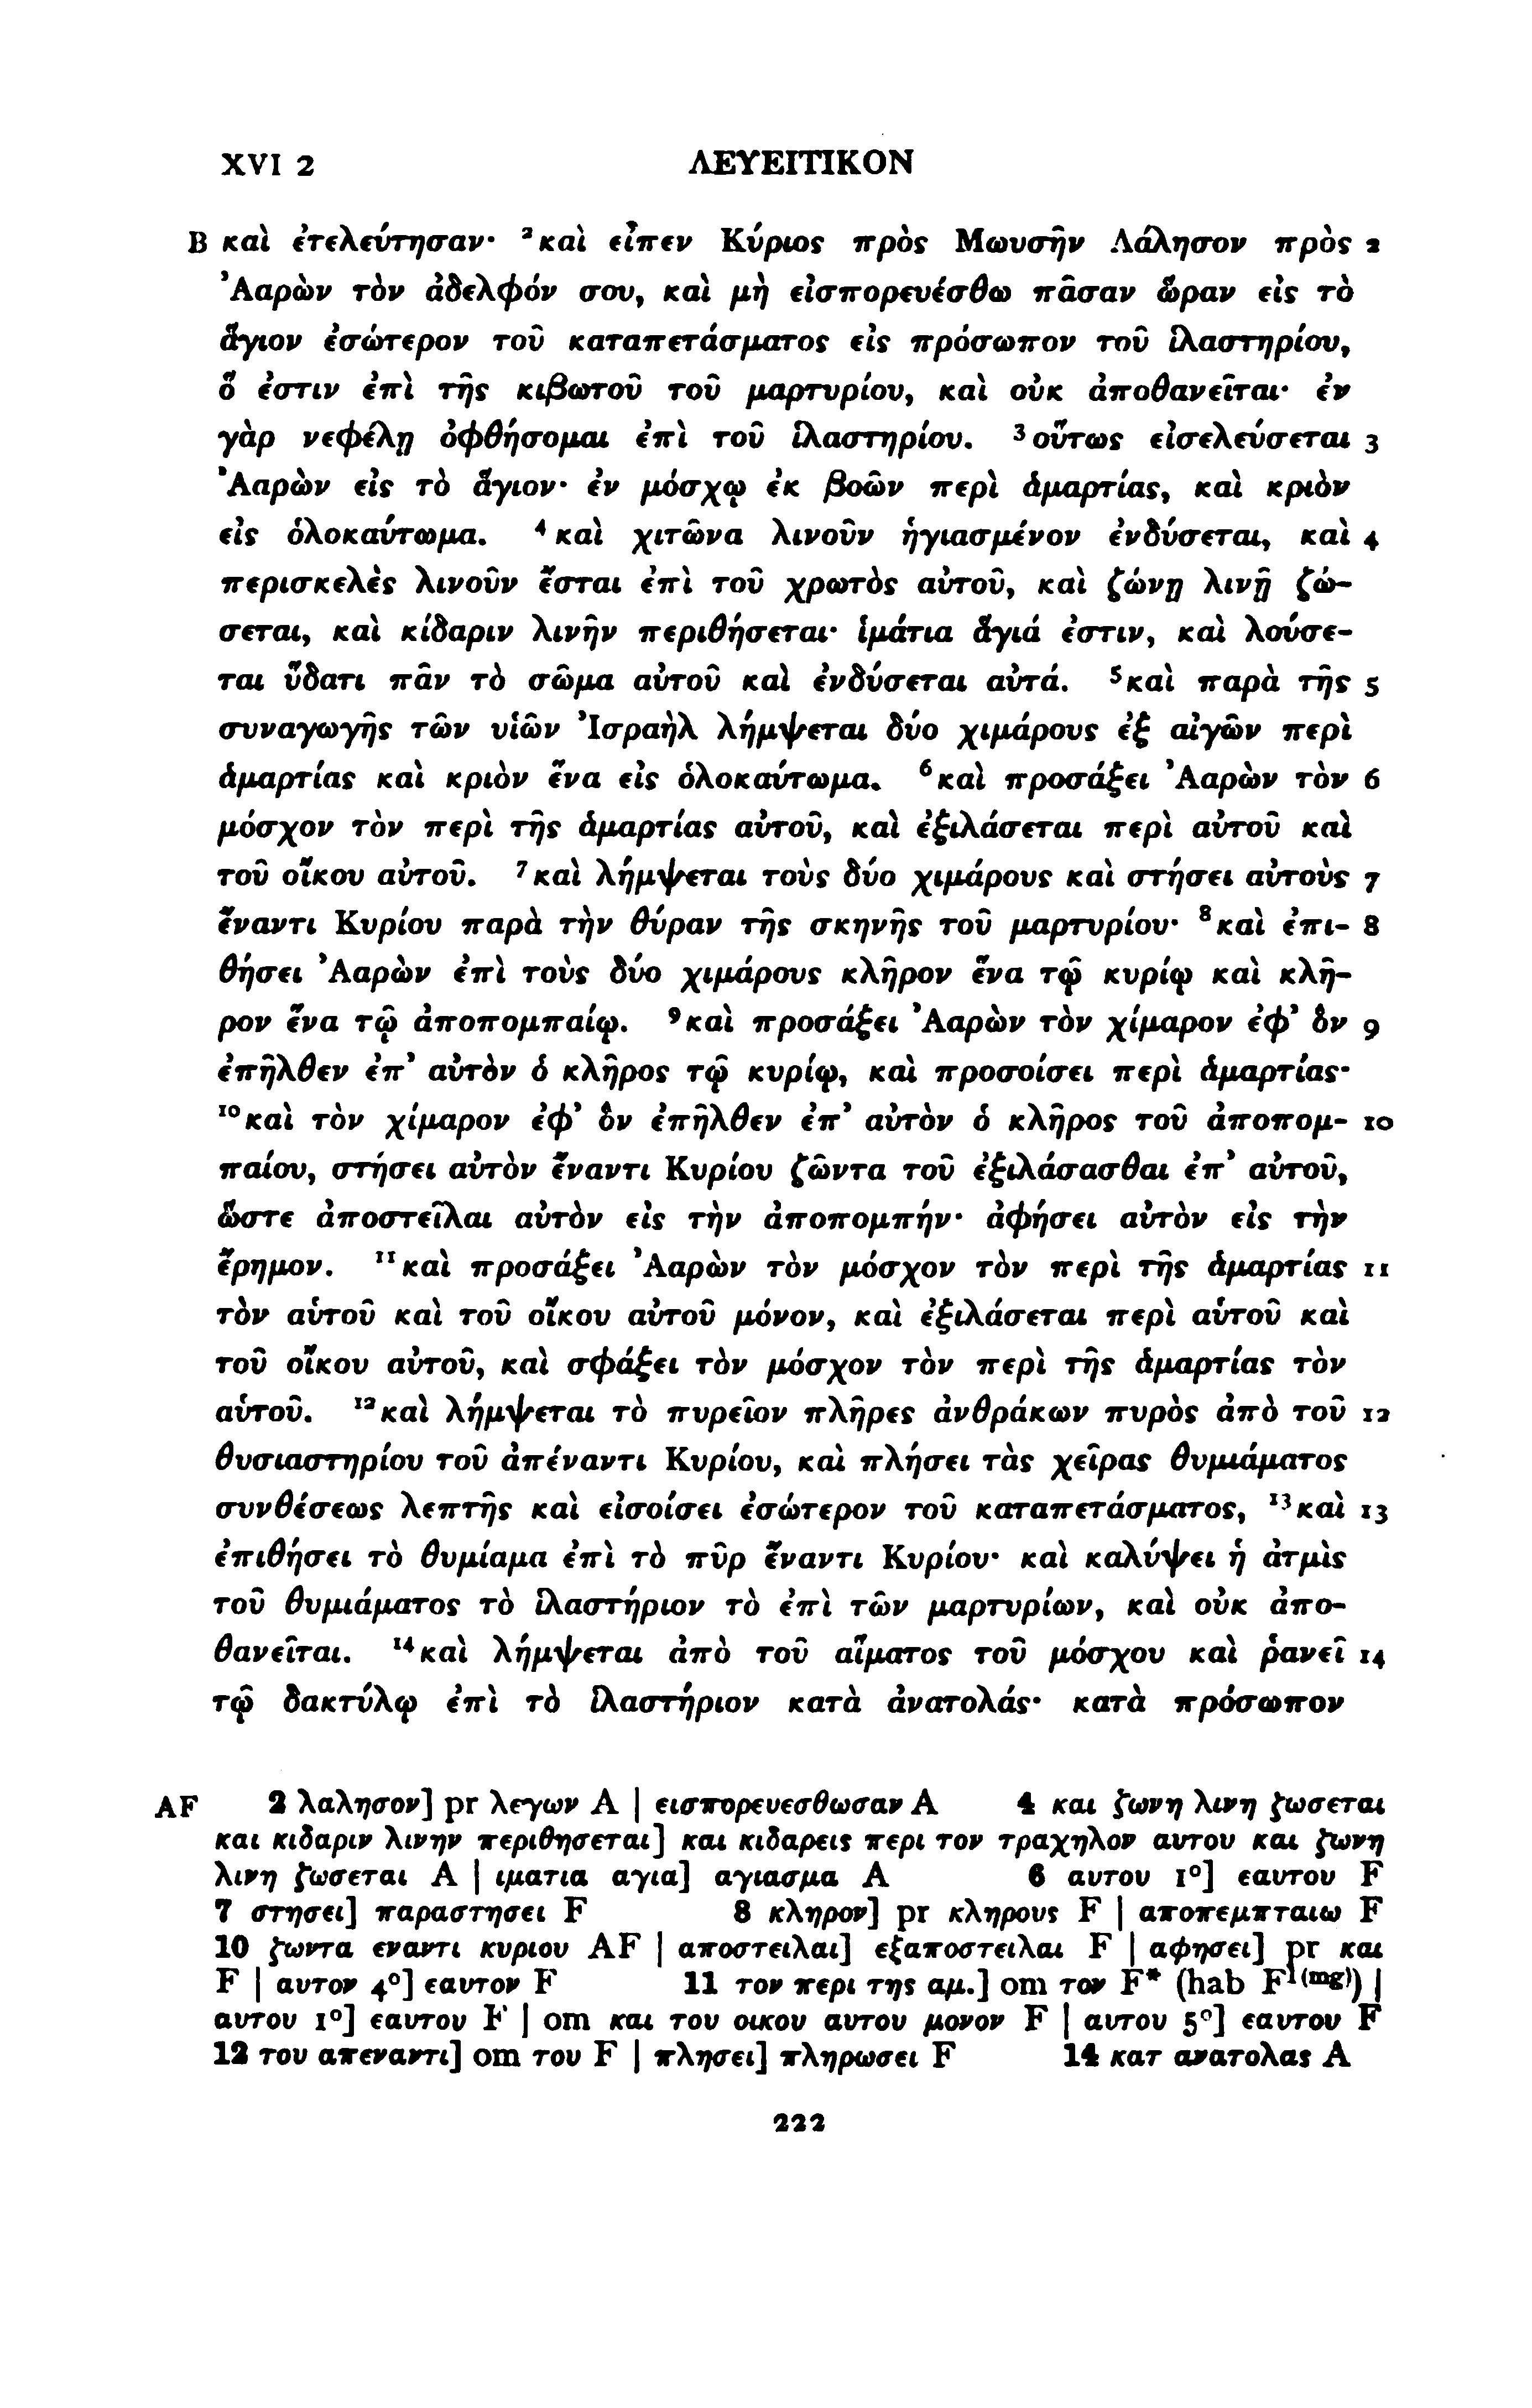 XVI 2 ΛΕΥΕΙΤΙΚΟΝ
B καὶ ἐτελεύτησαν· ²καὶ εἶπεν Κύριος πρὸς Μωυσῆν Λάλησον πρὸς 2
Ἀαρὼν τὸν ἀδελφόν σου, καὶ μὴ εἰσπορευέσθω πᾶσαν ὥραν εἰς τὸ
ἅγιον ἐσώτερον τοῦ καταπετάσματος εἰς πρόσωπον τοῦ ἱλαστηρίου,
ὅ ἐστιν ἐπὶ τῆς κιβωτοῦ τοῦ μαρτυρίου, καὶ οὐκ ἀποθανεῖται· ἐν
γὰρ νεφέλῃ ὀφθήσομαι ἐπὶ τοῦ ἱλαστηρίου. ³οὕτως εἰσελεύσεται 3
Ἀαρὼν εἰς τὸ ἅγιον· ἐν μόσχῳ ἐκ βοῶν περὶ ἁμαρτίας, καὶ κριὸν
εἰς ὁλοκαύτωμα. ⁴καὶ χιτῶνα λινοῦν ἡγιασμένον ἐνδύσεται, καὶ 4
περισκελὲς λινοῦν ἔσται ἐπὶ τοῦ χρωτὸς αὐτοῦ, καὶ ζώνῃ λινῇ ζώ-
σεται, καὶ κίδαριν λινῆν περιθήσεται· ἱμάτια ἅγιά ἐστιν, καὶ λούσε-
ται ὕδατι πᾶν τὸ σῶμα αὐτοῦ καὶ ἐνδύσεται αὐτά. ⁵καὶ παρὰ τῆς 5
συναγωγῆς τῶν υἱῶν Ἰσραὴλ λήμψεται δύο χιμάρους ἐξ αἰγῶν περὶ
ἁμαρτίας καὶ κριὸν ἕνα εἰς ὁλοκαύτωμα. ⁶καὶ προσάξει Ἀαρὼν τὸν 6
μόσχον τὸν περὶ τῆς ἁμαρτίας αὐτοῦ, καὶ ἐξιλάσεται περὶ αὐτοῦ καὶ
τοῦ οἴκου αὐτοῦ. ⁷καὶ λήμψεται τοὺς δύο χιμάρους καὶ στήσει αὐτοὺς 7
ἔναντι Κυρίου παρὰ τὴν θύραν τῆς σκηνῆς τοῦ μαρτυρίου· ⁸καὶ ἐπι- 8
θήσει Ἀαρὼν ἐπὶ τοὺς δύο χιμάρους κλῆρον ἕνα τῷ κυρίῳ καὶ κλῆ-
ρον ἕνα τῷ ἀποπομπαίῳ. ⁹καὶ προσάξει Ἀαρὼν τὸν χίμαρον ἐφ’ ὃν 9
ἐπῆλθεν ἐπ’ αὐτὸν ὁ κλῆρος τῷ κυρίῳ, καὶ προσοίσει περὶ ἁμαρτίας·
¹⁰καὶ τὸν χίμαρον ἐφ’ ὃν ἐπῆλθεν ἐπ’ αὐτὸν ὁ κλῆρος τοῦ ἀποπομ- 10
παίου, στήσει αὐτὸν ἔναντι Κυρίου ζῶντα τοῦ ἐξιλάσασθαι ἐπ’ αὐτοῦ,
ὥστε ἀποστεῖλαι αὐτὸν εἰς τὴν ἀποπομπήν· ἀφήσει αὐτὸν εἰς τὴν
ἔρημον. ¹¹καὶ προσάξει Ἀαρὼν τὸν μόσχον τὸν περὶ τῆς ἁμαρτίας 11
τὸν αὑτοῦ καὶ τοῦ οἴκου αὐτοῦ μόνον, καὶ ἐξιλάσεται περὶ αὑτοῦ καὶ
τοῦ οἴκου αὐτοῦ, καὶ σφάξει τὸν μόσχον τὸν περὶ τῆς ἁμαρτίας τὸν
αὑτοῦ. ¹²καὶ λήμψεται τὸ πυρεῖον πλῆρες ἀνθράκων πυρὸς ἀπὸ τοῦ 12
θυσιαστηρίου τοῦ ἀπέναντι Κυρίου, καὶ πλήσει τὰς χεῖρας θυμιάματος
συνθέσεως λεπτῆς καὶ εἰσοίσει ἐσώτερον τοῦ καταπετάσματος, ¹³καὶ 13
ἐπιθήσει τὸ θυμίαμα ἐπὶ τὸ πῦρ ἔναντι Κυρίου· καὶ καλύψει ἡ ἀτμὶς
τοῦ θυμιάματος τὸ ἱλαστήριον τὸ ἐπὶ τῶν μαρτυρίων, καὶ οὐκ ἀπο-
θανεῖται. ¹⁴καὶ λήμψεται ἀπὸ τοῦ αἵματος τοῦ μόσχου καὶ ῥανεῖ 14
τῷ δακτύλῳ ἐπὶ τὸ ἱλαστήριον κατὰ ἀνατολάς· κατὰ πρόσωπον
AF 2 λαλησον] pr λεγων A | εισπορευεσθωσαν A 4 και ζωνη λινη ζωσεται
και κιδαριν λινην περιθησεται] και κιδαρεις περι τον τραχηλον αυτου και ζωνη
λινη ζωσεται A | ιματια αγια] αγιασμα A 6 αυτου 1°] εαυτου F
7 στησει] παραστησει F 8 κληρον] pr κληρους F | αποπεμπταιω F
10 ζωντα εναντι κυριου AF | αποστειλαι] εξαποστειλαι F | αφησει] pr και
F | αυτον 4°] εαυτον F 11 τον περι της αμ.] om τον F* (hab F¹⁽ᵐᵍ⁾) |
αυτου 1°] εαυτου F | om και του οικου αυτου μονον F | αυτου 5°] εαυτου F
12 του απεναντι] om του F | πλησει] πληρωσει F 14 κατ ανατολας A
222